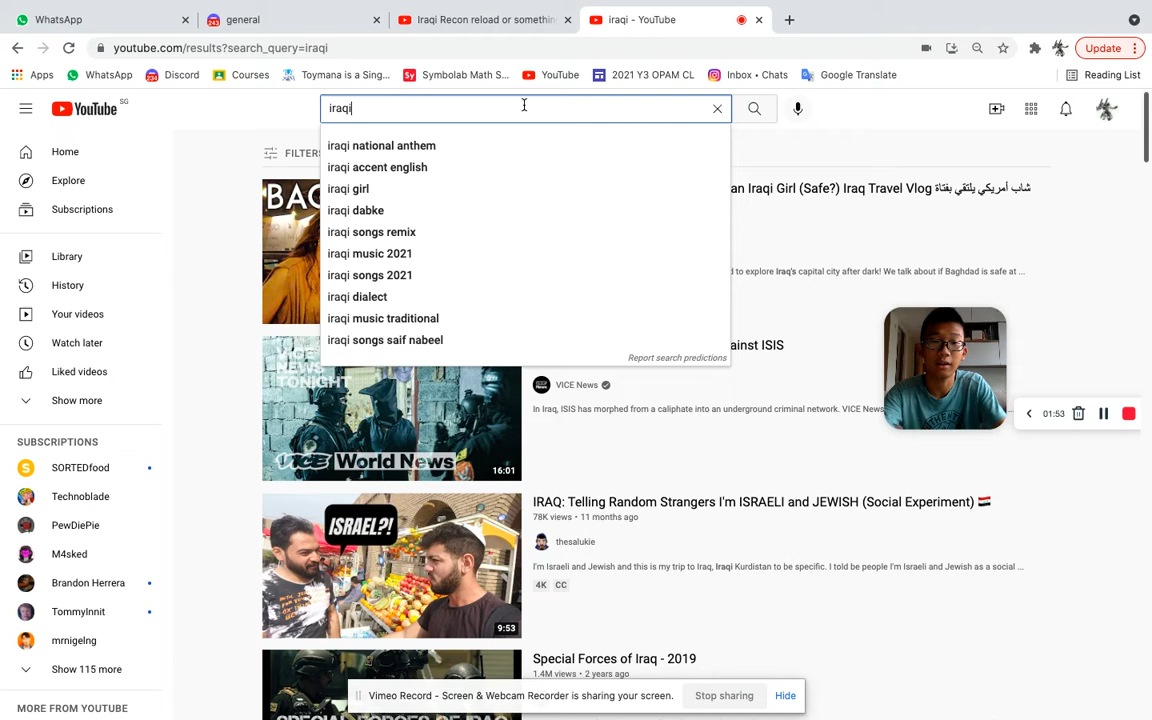 WhatsApp
243 general
Iraqi Recon reload or somethin
iraqi - YouTube
youtube.com/results?search_query=iraqi
Update
Apps
WhatsApp
234 Discord
Courses
Toymana is a Sing...
Sy Symbolab Math S...
YouTube
2021 Y3 OPAM CL
Inbox • Chats
Google Translate
Reading List
YouTube SG
iraqi
iraqi national anthem
iraqi accent english
iraqi girl
iraqi dabke
iraqi songs remix
iraqi music 2021
iraqi songs 2021
iraqi dialect
iraqi music traditional
iraqi songs saif nabeel
Report search predictions
Home
Explore
Subscriptions
Library
History
Your videos
Watch later
Liked videos
Show more
SUBSCRIPTIONS
SORTEDfood
Technoblade
PewDiePie
M4sked
Brandon Herrera
TommyInnit
mrnigelng
Show 115 more
MORE FROM YOUTUBE
FILTERS
BAG
an Iraqi Girl (Safe?) Iraq Travel Vlog شاب أمريكي يلتقي بفتاة
d to explore Iraq's capital city after dark! We talk about if Baghdad is safe at ...
ainst ISIS
VICE News
In Iraq, ISIS has morphed from a caliphate into an underground criminal network. VICE News
TONIGHT
VICE World News
16:01
01:53
IRAQ: Telling Random Strangers I'm ISRAELI and JEWISH (Social Experiment)
78K views • 11 months ago
thesalukie
I'm Israeli and Jewish and this is my trip to Iraq, Iraqi Kurdistan to be specific. I told people I'm Israeli and Jewish as a social ...
4K CC
ISRAEL?!
9:53
Special Forces of Iraq - 2019
1.4M views • 2 years ago
Vimeo Record - Screen & Webcam Recorder is sharing your screen.
Stop sharing
Hide